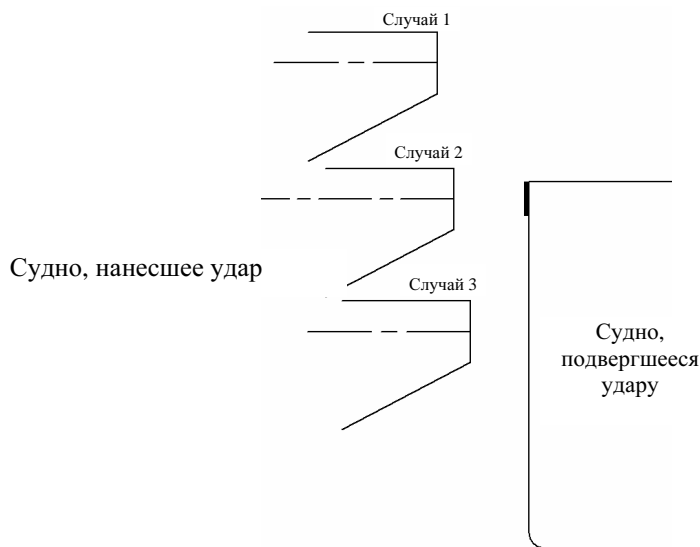 Случай 1
Случай 2
Судно, нанесшее удар
Случай 3
Судно,
подвергшееся
удару